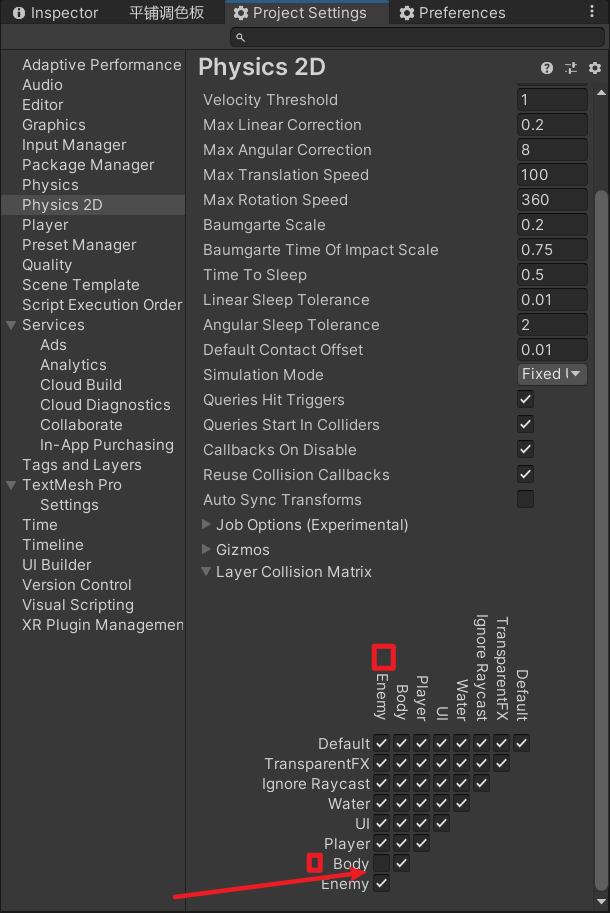 Inspector 平铺调色板 Project Settings Preferences
Physics 2D
Adaptive Performance
Audio
Editor
Graphics
Input Manager
Package Manager
Physics
Physics 2D
Player
Preset Manager
Quality
Scene Template
Script Execution Order
Services
Ads
Analytics
Cloud Build
Cloud Diagnostics
Collaborate
In-App Purchasing
Tags and Layers
TextMesh Pro
Settings
Time
Timeline
UI Builder
Version Control
Visual Scripting
XR Plugin Managemen
Velocity Threshold 1
Max Linear Correction 0.2
Max Angular Correction 8
Max Translation Speed 100
Max Rotation Speed 360
Baumgarte Scale 0.2
Baumgarte Time Of Impact Scale 0.75
Time To Sleep 0.5
Linear Sleep Tolerance 0.01
Angular Sleep Tolerance 2
Default Contact Offset 0.01
Simulation Mode Fixed U
Queries Hit Triggers
Queries Start In Colliders
Callbacks On Disable
Reuse Collision Callbacks
Auto Sync Transforms
Job Options (Experimental)
Gizmos
Layer Collision Matrix
Enemy
Body
Player
UI
Water
Ignore Raycast
TransparentFX
Default
Default
TransparentFX
Ignore Raycast
Water
UI
Player
Body
Enemy